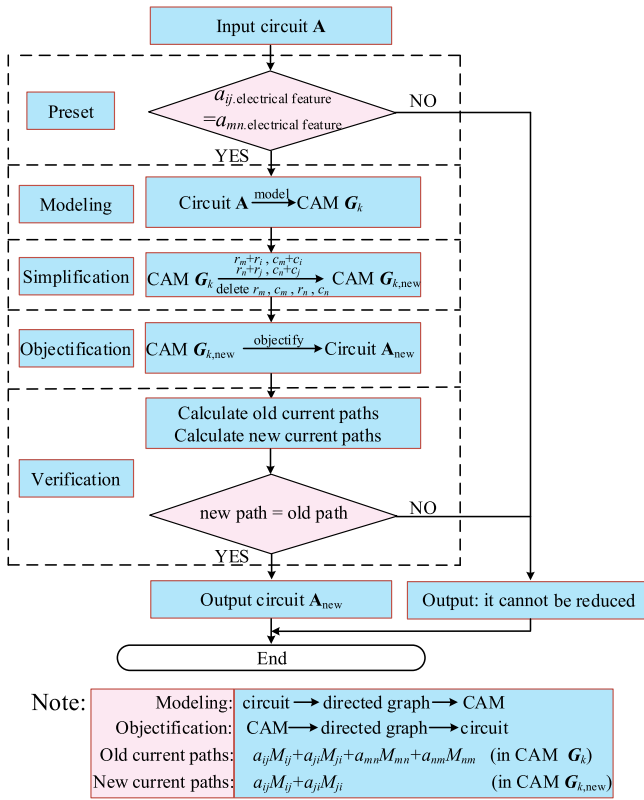 Input circuit A
Preset
a_ij.electrical feature
=a_mn.electrical feature
NO
YES
Modeling
Circuit A model CAM G_k
Simplification
r_m+r_i , c_m+c_i
r_n+r_j , c_n+c_j
CAM G_k CAM G_k,new
delete r_m , c_m , r_n , c_n
Objectification
CAM G_k,new objectify Circuit A_new
Calculate old current paths
Calculate new current paths
Verification
new path = old path
NO
YES
Output circuit A_new
Output: it cannot be reduced
End
Note:
Modeling: circuit → directed graph → CAM
Objectification: CAM → directed graph → circuit
Old current paths: a_ijM_ij+a_jiM_ji+a_mnM_mn+a_nmM_nm (in CAM G_k)
New current paths: a_ijM_ij+a_jiM_ji (in CAM G_k,new)